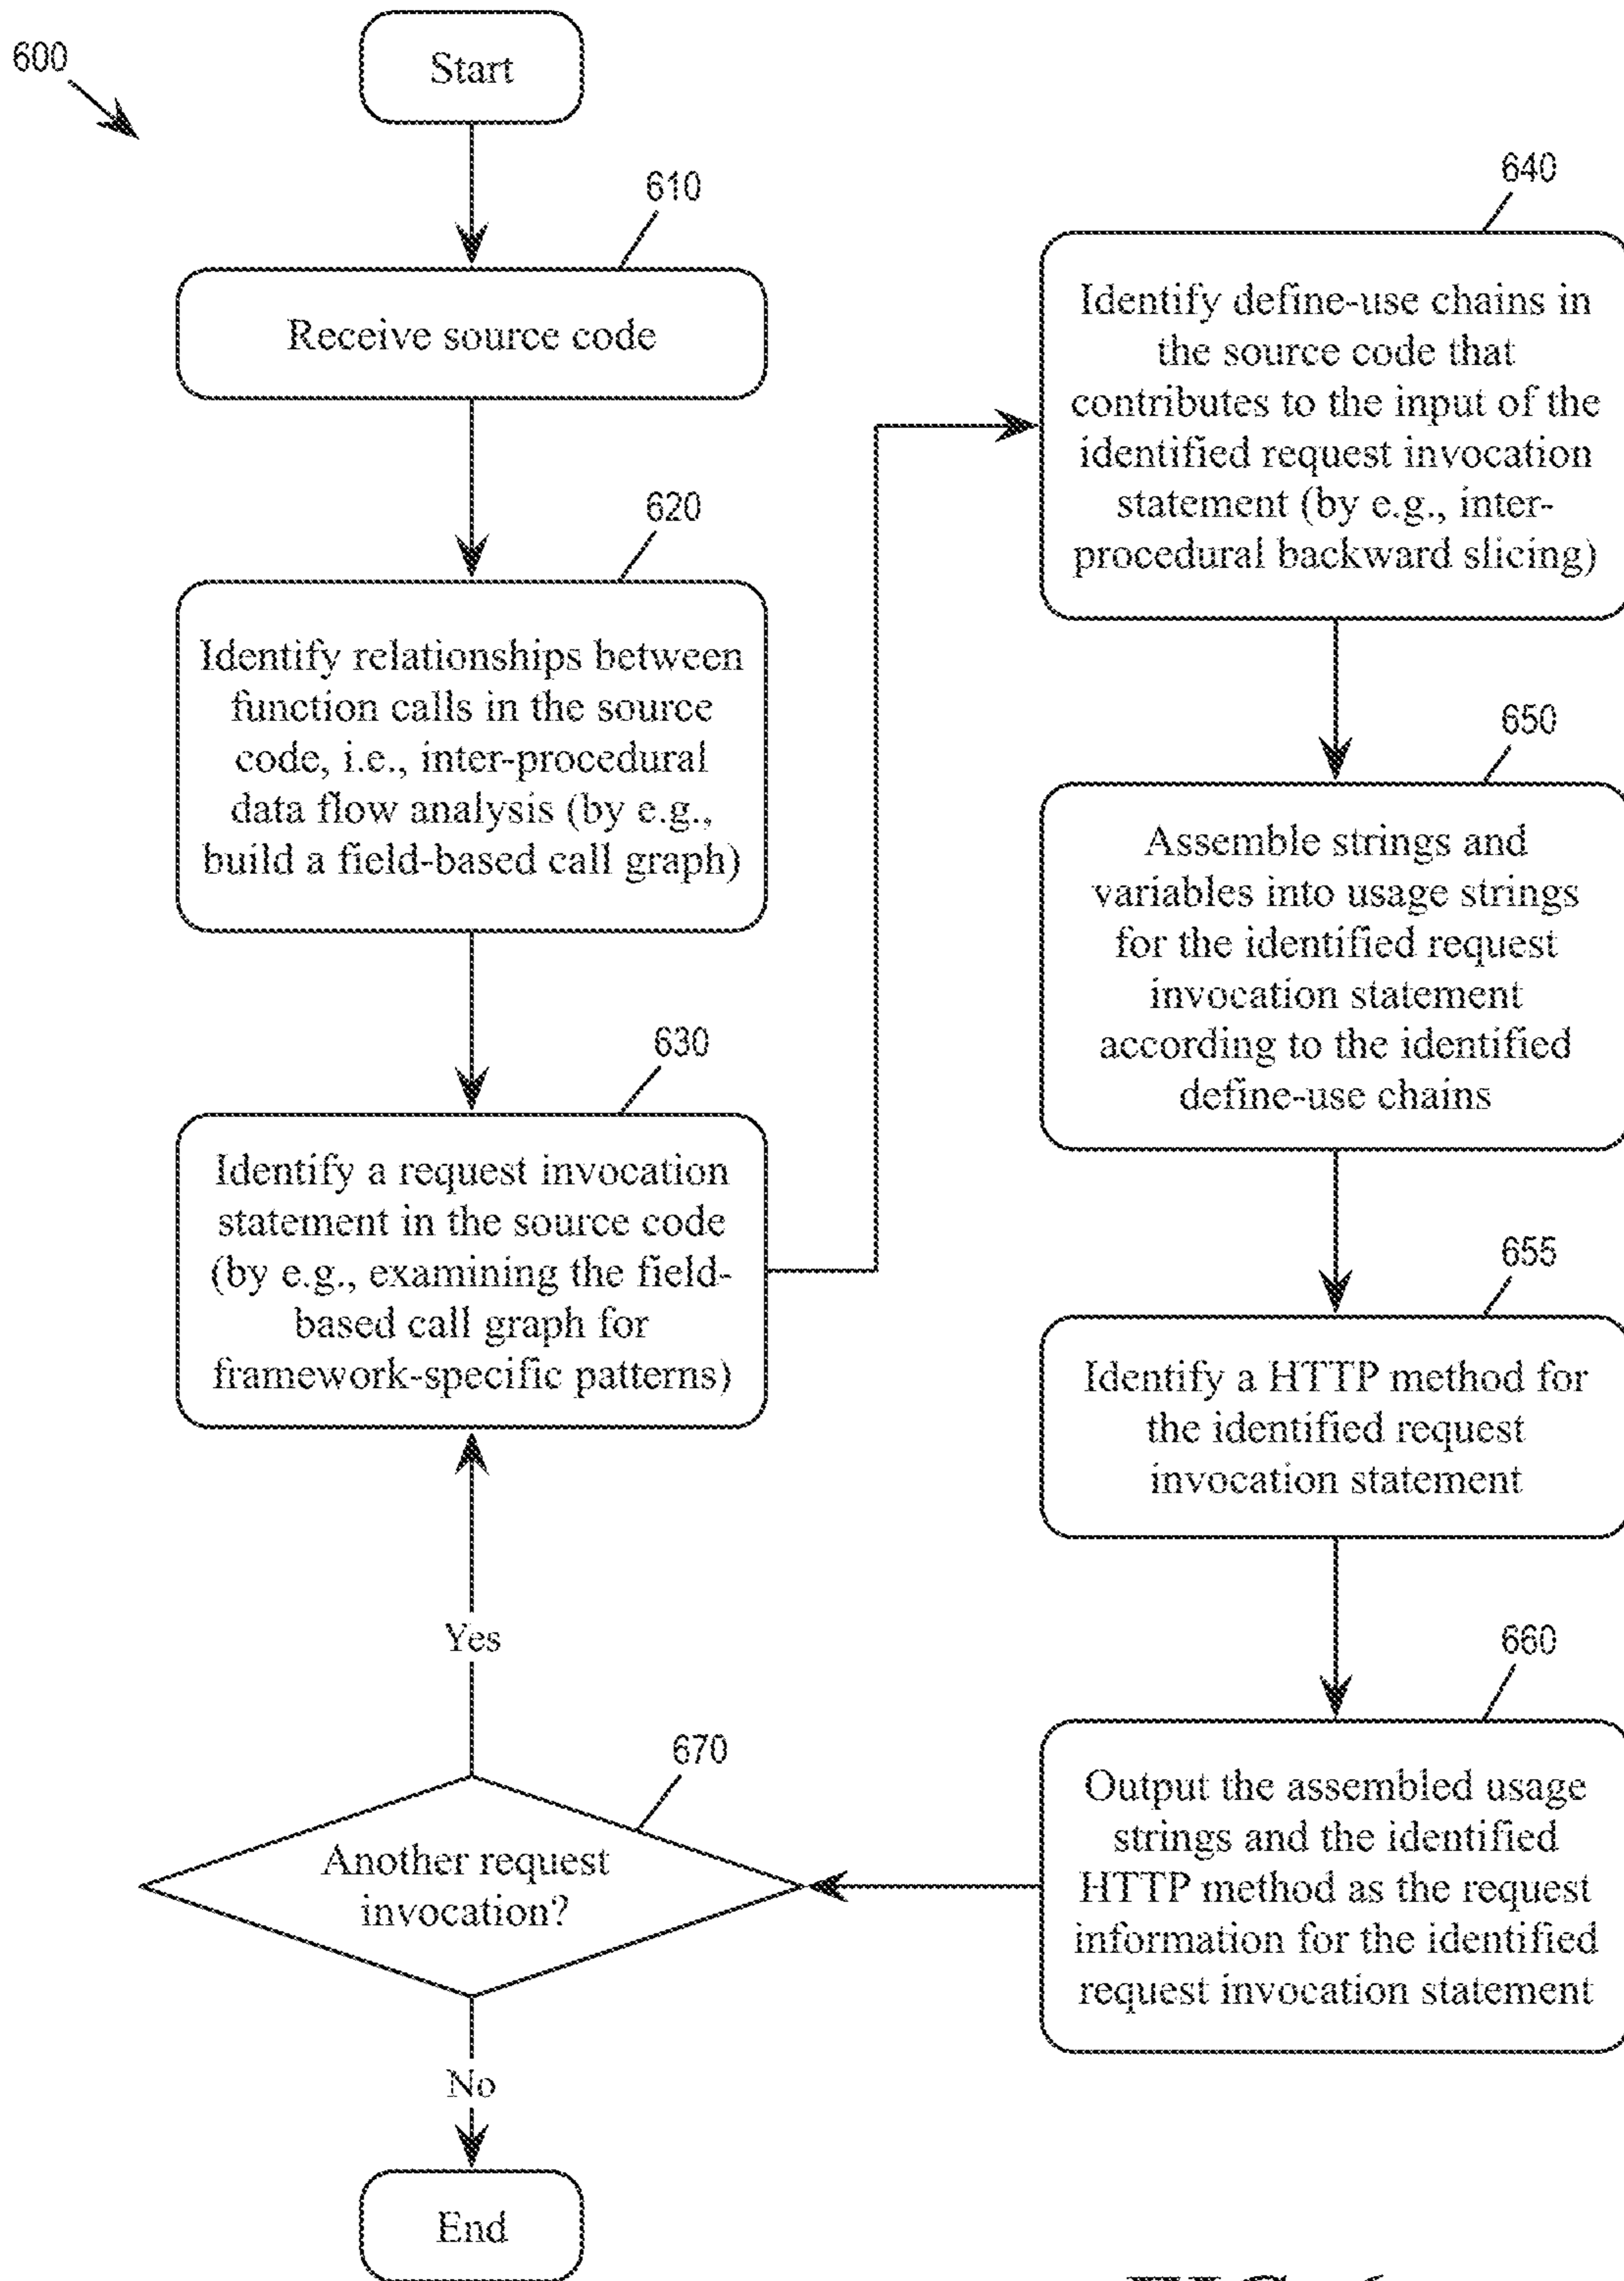 600
Start
610
Receive source code
620
Identify relationships between
function calls in the source
code, i.e., inter-procedural
data flow analysis (by e.g.,
build a field-based call graph)
630
Identify a request invocation
statement in the source code
(by e.g., examining the field-
based call graph for
framework-specific patterns)
640
Identify define-use chains in
the source code that
contributes to the input of the
identified request invocation
statement (by e.g., inter-
procedural backward slicing)
650
Assemble strings and
variables into usage strings
for the identified request
invocation statement
according to the identified
define-use chains
655
Identify a HTTP method for
the identified request
invocation statement
660
Output the assembled usage
strings and the identified
HTTP method as the request
information for the identified
request invocation statement
670
Another request
invocation?
Yes
No
End